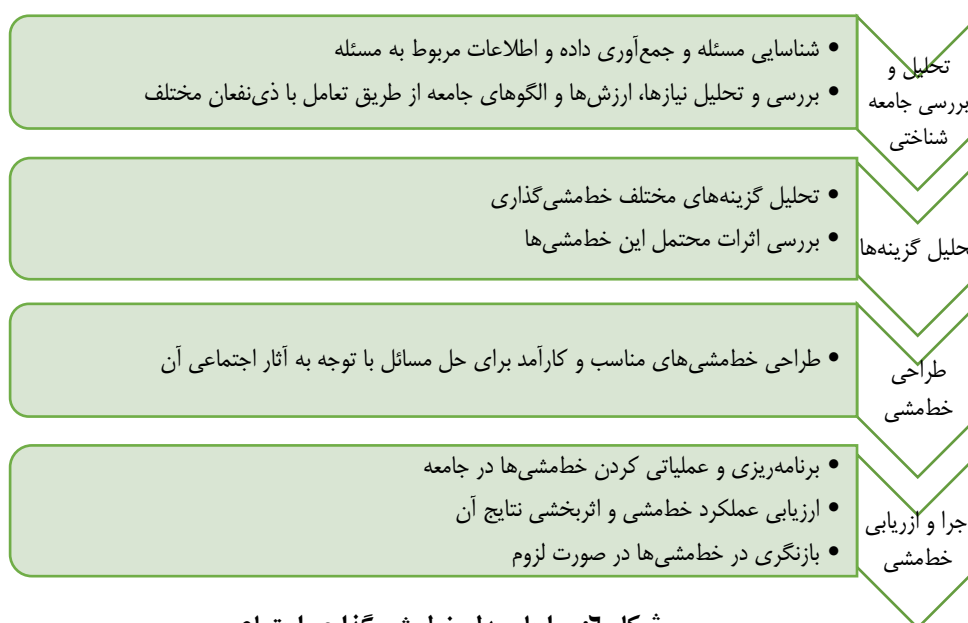 تحلیل و
بررسی جامعه
شناختی
• شناسایی مسئله و جمع‌آوری داده و اطلاعات مربوط به مسئله
• بررسی و تحلیل نیازها، ارزش‌ها و الگوهای جامعه از طریق تعامل با ذی‌نفعان مختلف
حلیل گزینه‌ها
• تحلیل گزینه‌های مختلف خط‌مشی‌گذاری
• بررسی اثرات محتمل این خط‌مشی‌ها
طراحی
خط‌مشی
• طراحی خط‌مشی‌های مناسب و کارآمد برای حل مسائل با توجه به آثار اجتماعی آن
جرا و ازریابی
خط‌مشی
• برنامه‌ریزی و عملیاتی کردن خط‌مشی‌ها در جامعه
• ارزیابی عملکرد خط‌مشی و اثربخشی نتایج آن
• بازنگری در خط‌مشی‌ها در صورت لزوم